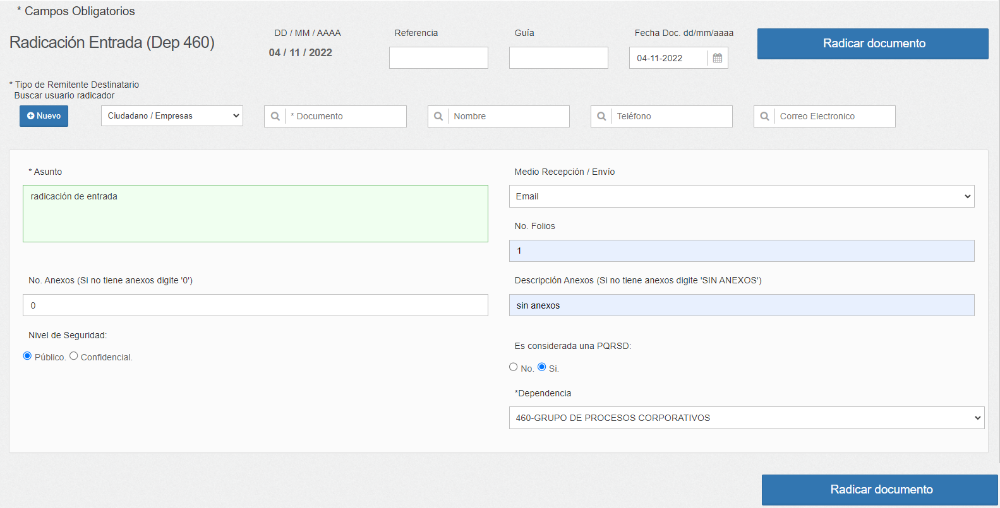 * Campos Obligatorios
Radicación Entrada (Dep 460)
DD / MM / AAAA
04 / 11 / 2022
Referencia
Guía
Fecha Doc. dd/mm/aaaa
04-11-2022
Radicar documento
* Tipo de Remitente Destinatario
Buscar usuario radicador
Nuevo
Ciudadano / Empresas
* Documento
Nombre
Teléfono
Correo Electronico
* Asunto
radicación de entrada
Medio Recepción / Envío
Email
No. Folios
1
No. Anexos (Si no tiene anexos digite '0')
0
Descripción Anexos (Si no tiene anexos digite 'SIN ANEXOS')
sin anexos
Nivel de Seguridad:
Público. Confidencial.
Es considerada una PQRSD:
No. Si.
*Dependencia
460-GRUPO DE PROCESOS CORPORATIVOS
Radicar documento